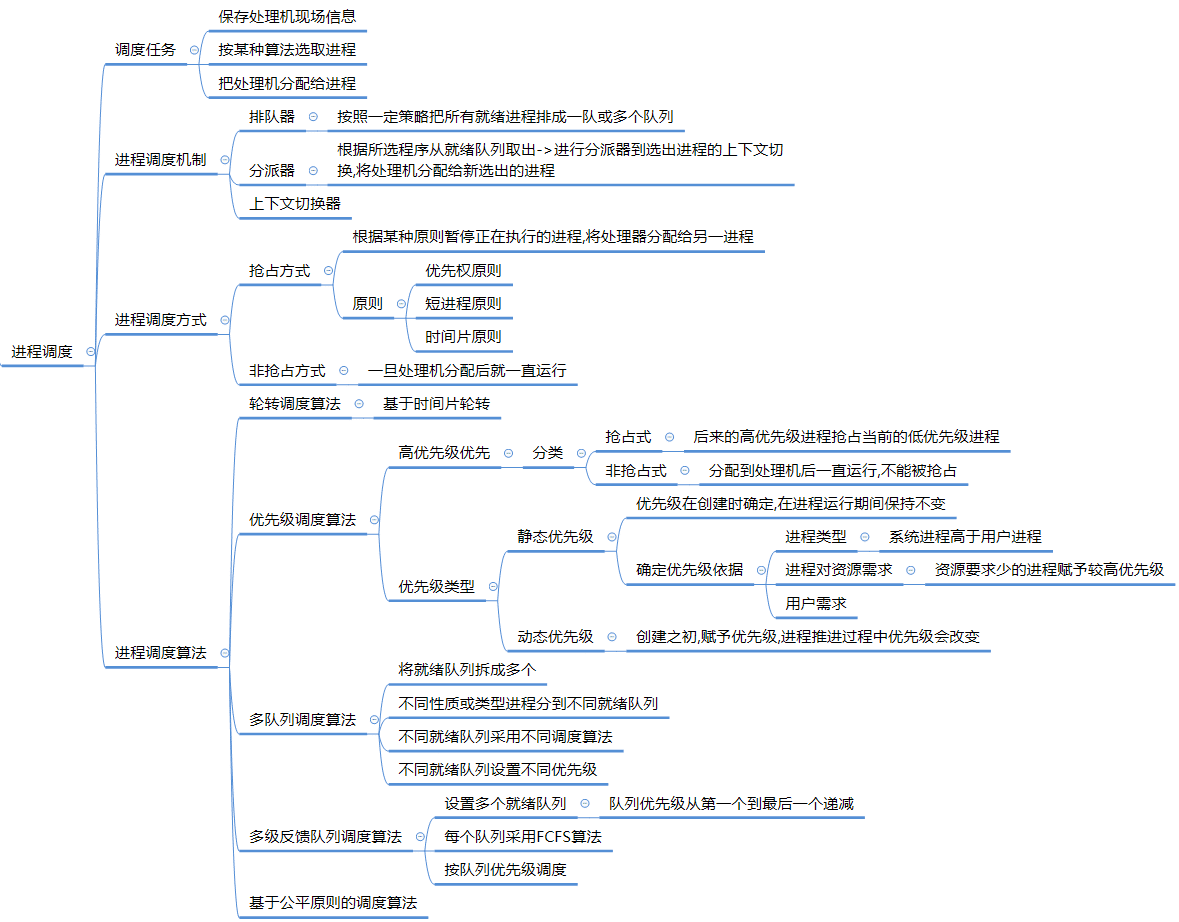 保存处理机现场信息
调度任务
按某种算法选取进程
把处理机分配给进程
排队器
按照一定策略把所有就绪进程排成一队或多个队列
进程调度机制
分派器
根据所选程序从就绪队列取出->进行分派器到选出进程的上下文切
换,将处理机分配给新选出的进程
上下文切换器
根据某种原则暂停正在执行的进程,将处理器分配给另一进程
抢占方式
优先权原则
原则
短进程原则
时间片原则
进程调度方式
进程调度
非抢占方式
一旦处理机分配后就一直运行
轮转调度算法
基于时间片轮转
高优先级优先
分类
抢占式
后来的高优先级进程抢占当前的低优先级进程
非抢占式
分配到处理机后一直运行,不能被抢占
优先级调度算法
优先级在创建时确定,在进程运行期间保持不变
静态优先级
进程类型
系统进程高于用户进程
确定优先级依据
进程对资源需求
资源要求少的进程赋予较高优先级
优先级类型
用户需求
动态优先级
创建之初,赋予优先级,进程推进过程中优先级会改变
进程调度算法
将就绪队列拆成多个
不同性质或类型进程分到不同就绪队列
多队列调度算法
不同就绪队列采用不同调度算法
不同就绪队列设置不同优先级
设置多个就绪队列
队列优先级从第一个到最后一个递减
多级反馈队列调度算法
每个队列采用FCFS算法
按队列优先级调度
基于公平原则的调度算法